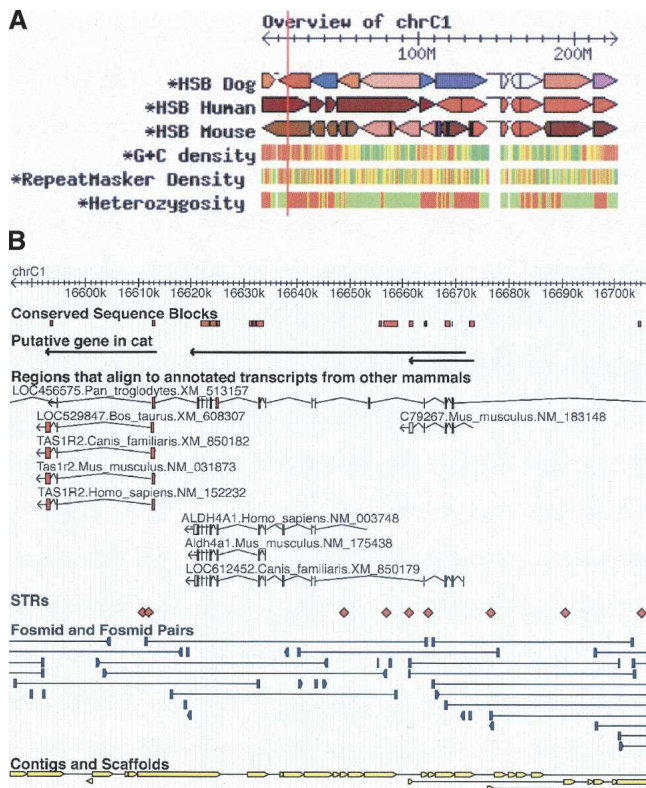 A
Overview of chrC1
100M 200M
*HSB Dog
*HSB Human
*HSB Mouse
*G+C density
*RepeatMasker Density
*Heterozygosity
B
chrC1
16600k 16610k 16620k 16630k 16640k 16650k 16660k 16670k 16680k 16690k 16700k
Conserved Sequence Blocks
Putative gene in cat
Regions that align to annotated transcripts from other mammals
LOC456575.Pan_troglodytes.XM_513157
LOC529847.Bos_taurus.XM_608307 C79267.Mus_musculus.NM_183148
TAS1R2.Canis_familiaris.XM_850182
Tas1r2.Mus_musculus.NM_031873
TAS1R2.Homo_sapiens.NM_152232
ALDH4A1.Homo_sapiens.NM_003748
Aldh4a1.Mus_musculus.NM_175438
LOC612452.Canis_familiaris.XM_850179
STRs
Fosmid and Fosmid Pairs
Contigs and Scaffolds